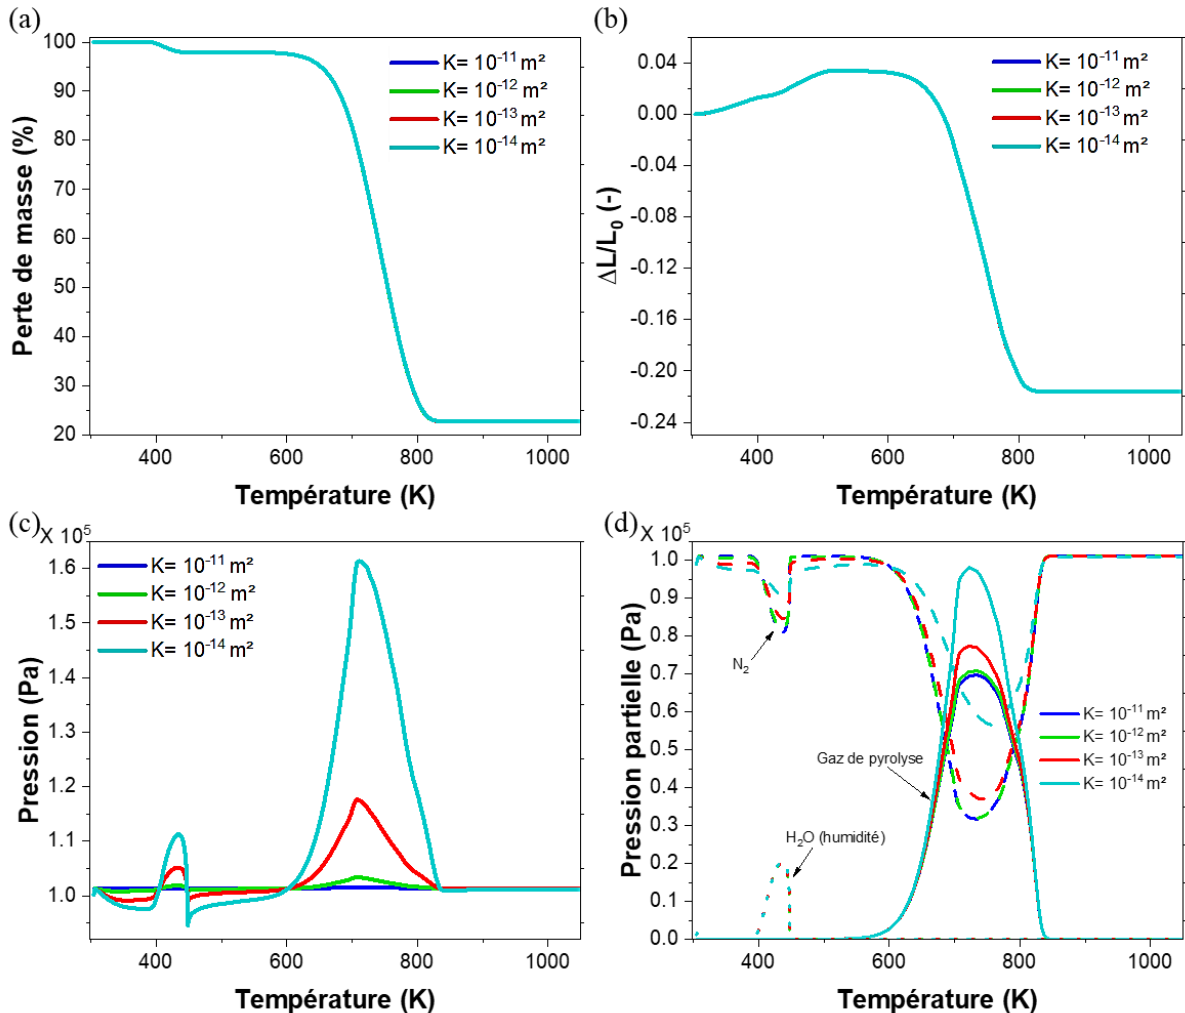 (a)
Perte de masse (%)
100
90
80
70
60
50
40
30
20
400
600
800
1000
Température (K)
K= 10⁻¹¹ m²
K= 10⁻¹² m²
K= 10⁻¹³ m²
K= 10⁻¹⁴ m²
(b)
ΔL/L₀ (-)
0.04
0.00
-0.04
-0.08
-0.12
-0.16
-0.20
-0.24
400
600
800
1000
Température (K)
K= 10⁻¹¹ m²
K= 10⁻¹² m²
K= 10⁻¹³ m²
K= 10⁻¹⁴ m²
(c)
X 10⁵
Pression (Pa)
1.6
1.5
1.4
1.3
1.2
1.1
1.0
400
600
800
1000
Température (K)
K= 10⁻¹¹ m²
K= 10⁻¹² m²
K= 10⁻¹³ m²
K= 10⁻¹⁴ m²
(d)
X 10⁵
Pression partielle (Pa)
1.0
0.9
0.8
0.7
0.6
0.5
0.4
0.3
0.2
0.1
0.0
400
600
800
1000
Température (K)
N₂
Gaz de pyrolyse
H₂O (humidité)
K= 10⁻¹¹ m²
K= 10⁻¹² m²
K= 10⁻¹³ m²
K= 10⁻¹⁴ m²